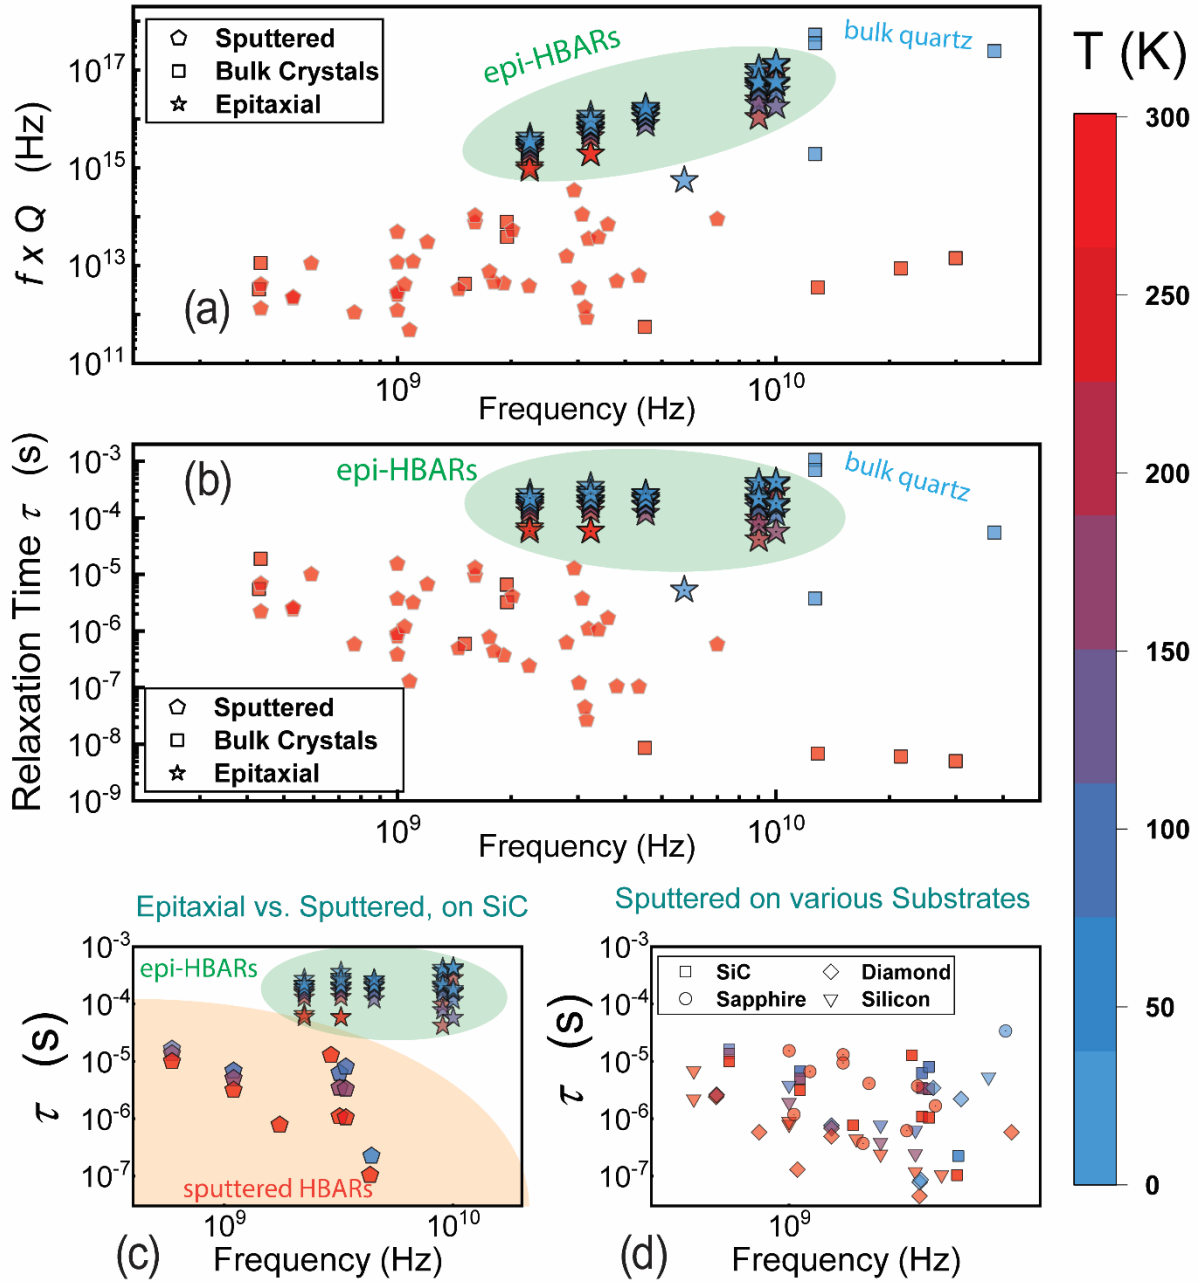 Sputtered
Bulk Crystals
Epitaxial
epi-HBARs
bulk quartz
T (K)
10^17
10^15
10^13
10^11
f x Q (Hz)
(a)
10^9
10^10
Frequency (Hz)
300
250
200
150
100
50
0
(b)
epi-HBARs
bulk quartz
10^-3
10^-4
10^-5
10^-6
10^-7
10^-8
10^-9
Relaxation Time τ (s)
Sputtered
Bulk Crystals
Epitaxial
10^9
10^10
Frequency (Hz)
Epitaxial vs. Sputtered, on SiC
epi-HBARs
10^-3
10^-4
10^-5
10^-6
10^-7
τ (s)
sputtered HBARs
10^9
10^10
(c)
Frequency (Hz)
Sputtered on various Substrates
SiC
Diamond
Sapphire
Silicon
10^-3
10^-4
10^-5
10^-6
10^-7
τ (s)
10^9
(d)
Frequency (Hz)